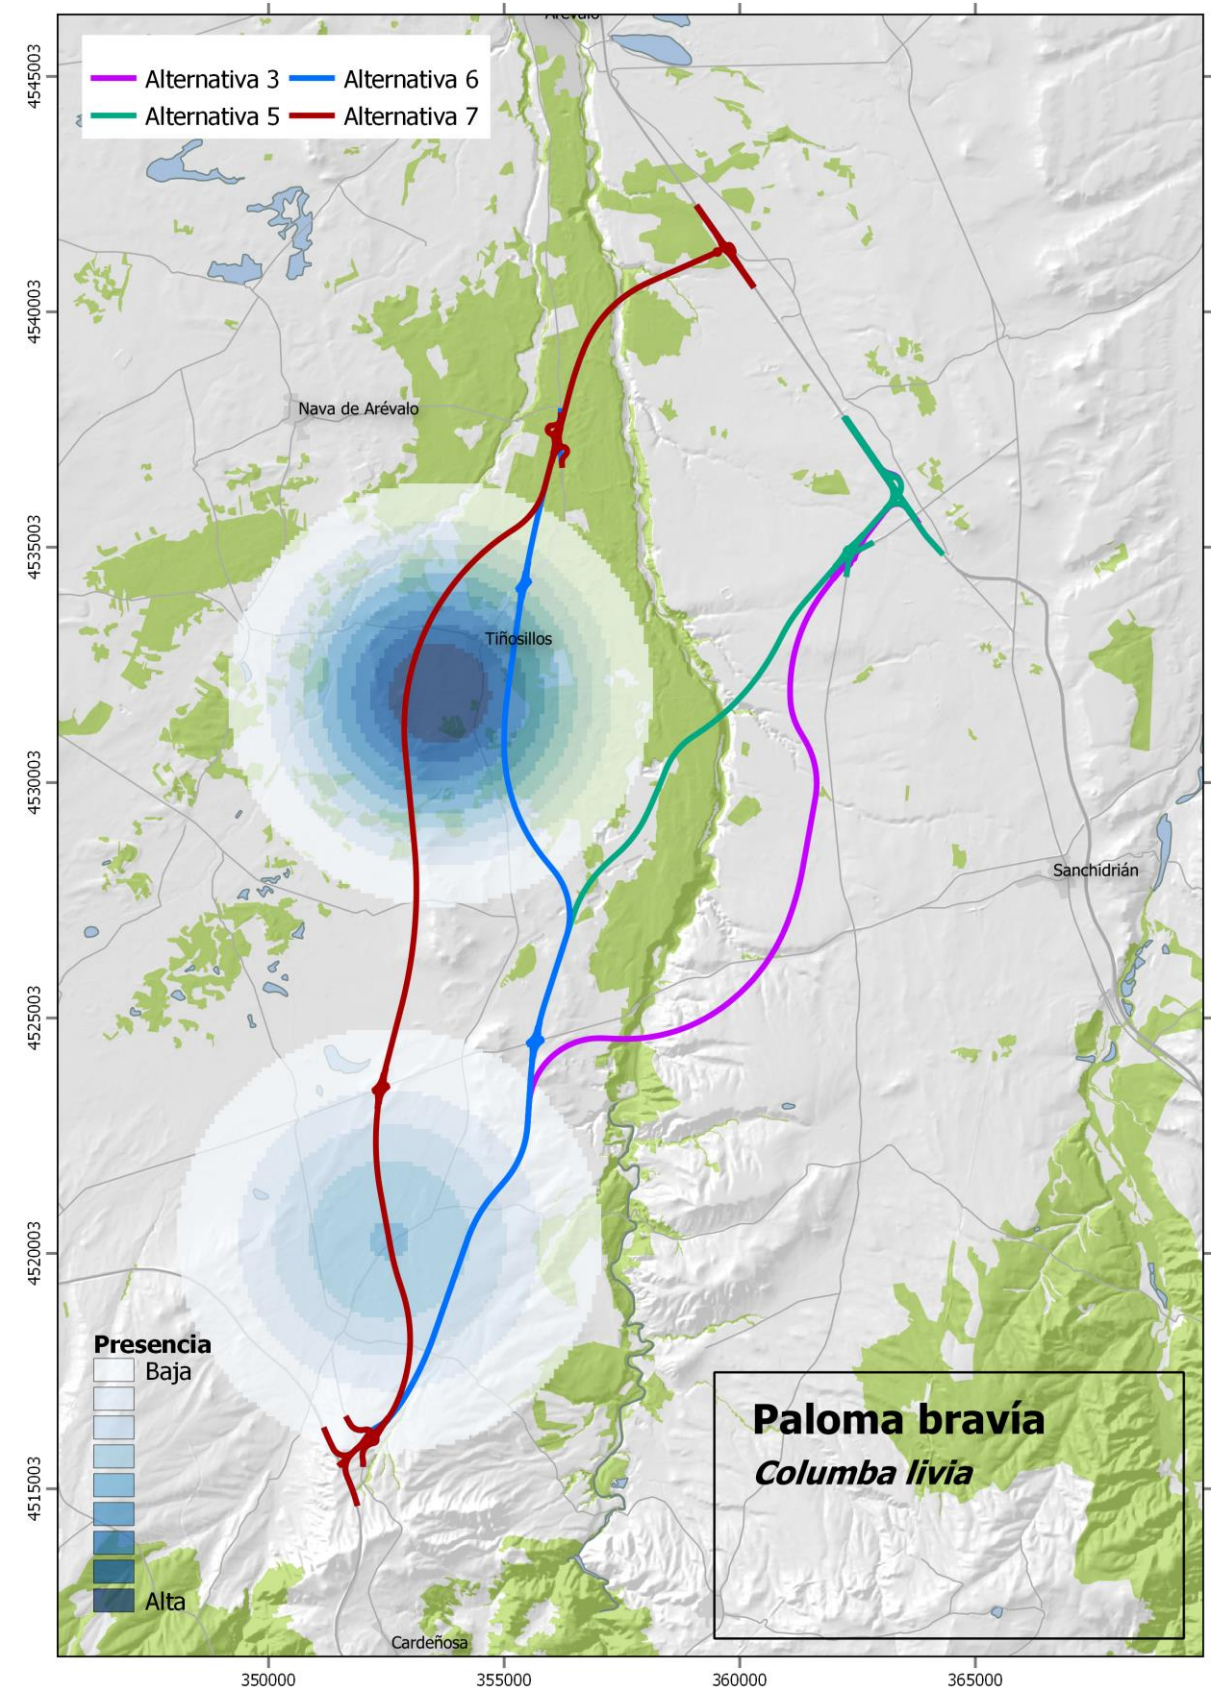 Arévalo
Alternativa 3 Alternativa 6
Alternativa 5 Alternativa 7
4545003
4540003
Nava de Arévalo
4535003
Tiñosillos
4530003
Sanchidrián
4525003
4520003
Presencia
Baja
Alta
Paloma bravía
Columba livia
4515003
Cardeñosa
350000 355000 360000 365000